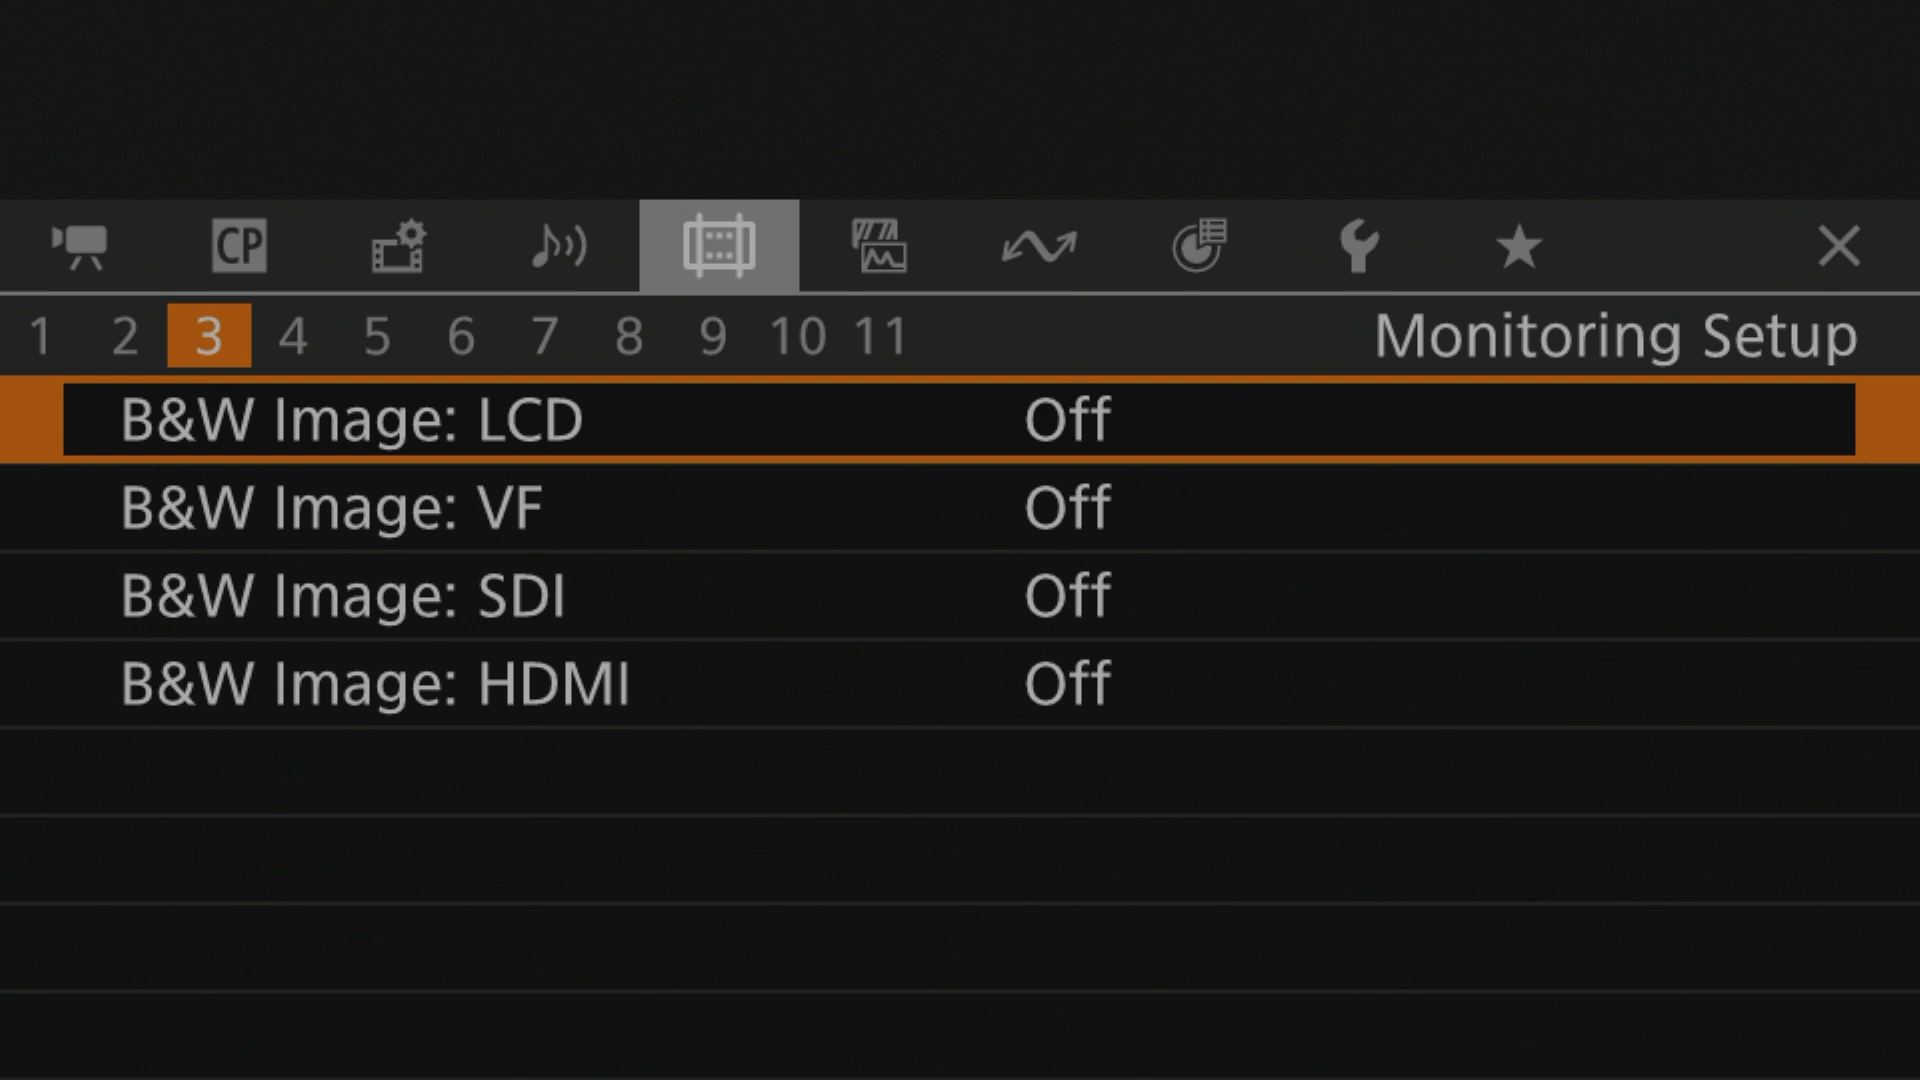 CP
1 2 3 4 5 6 7 8 9 10 11 Monitoring Setup
B&W Image: LCD Off
B&W Image: VF Off
B&W Image: SDI Off
B&W Image: HDMI Off